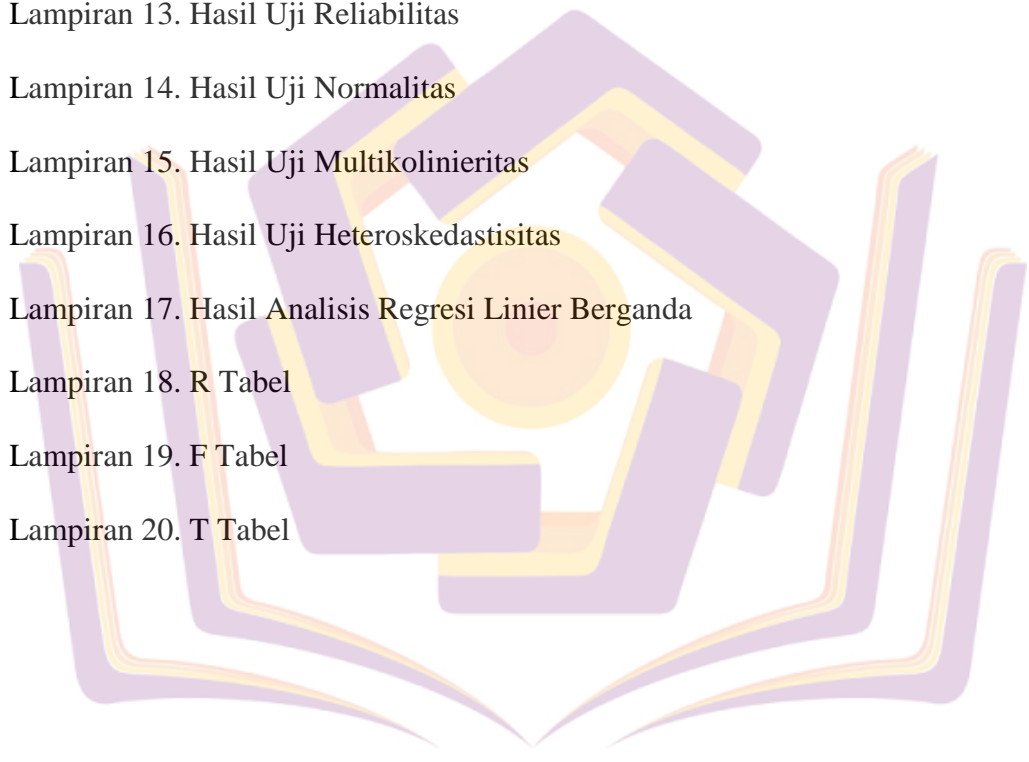 Lampiran 13. Hasil Uji Reliabilitas
Lampiran 14. Hasil Uji Normalitas
Lampiran 15. Hasil Uji Multikolinieritas
Lampiran 16. Hasil Uji Heteroskedastisitas
Lampiran 17. Hasil Analisis Regresi Linier Berganda
Lampiran 18. R Tabel
Lampiran 19. F Tabel
Lampiran 20. T Tabel